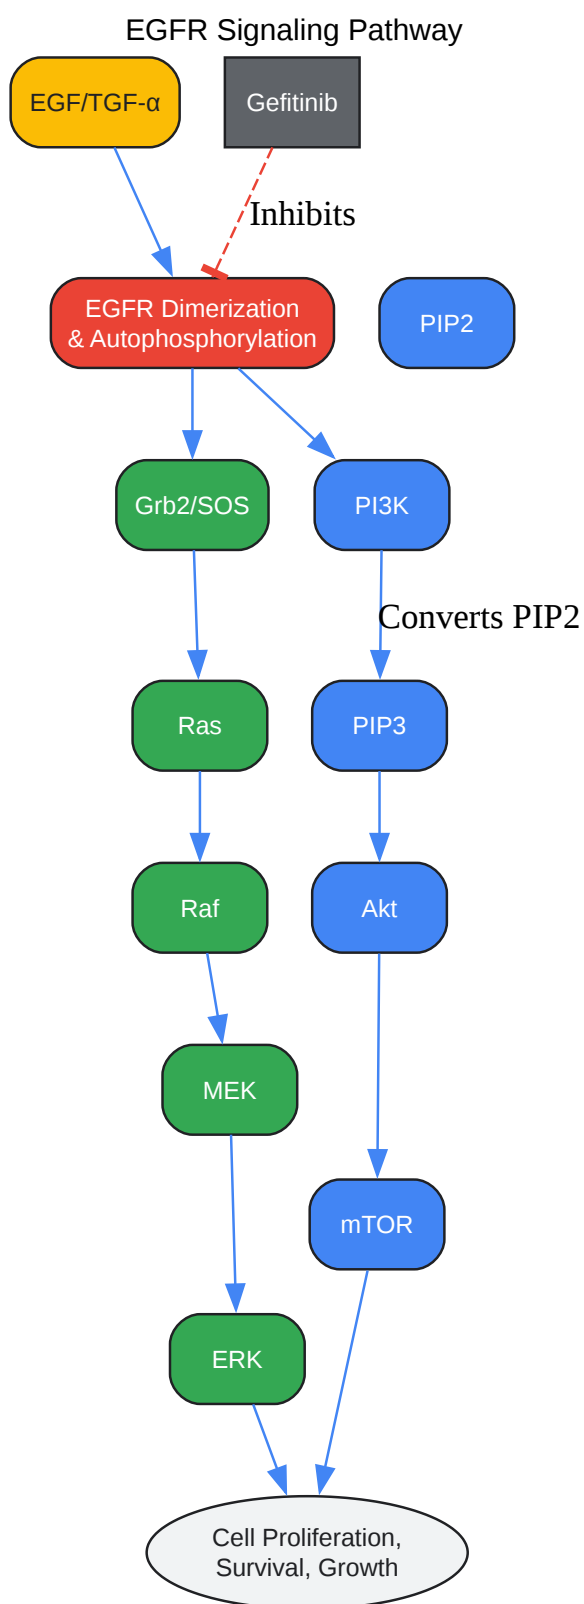 EGFR Signaling Pathway
EGF/TGF-α
Gefitinib
Inhibits
EGFR Dimerization
& Autophosphorylation
PIP2
Grb2/SOS
PI3K
Converts PIP2
Ras
PIP3
Raf
Akt
MEK
mTOR
ERK
Cell Proliferation,
Survival, Growth